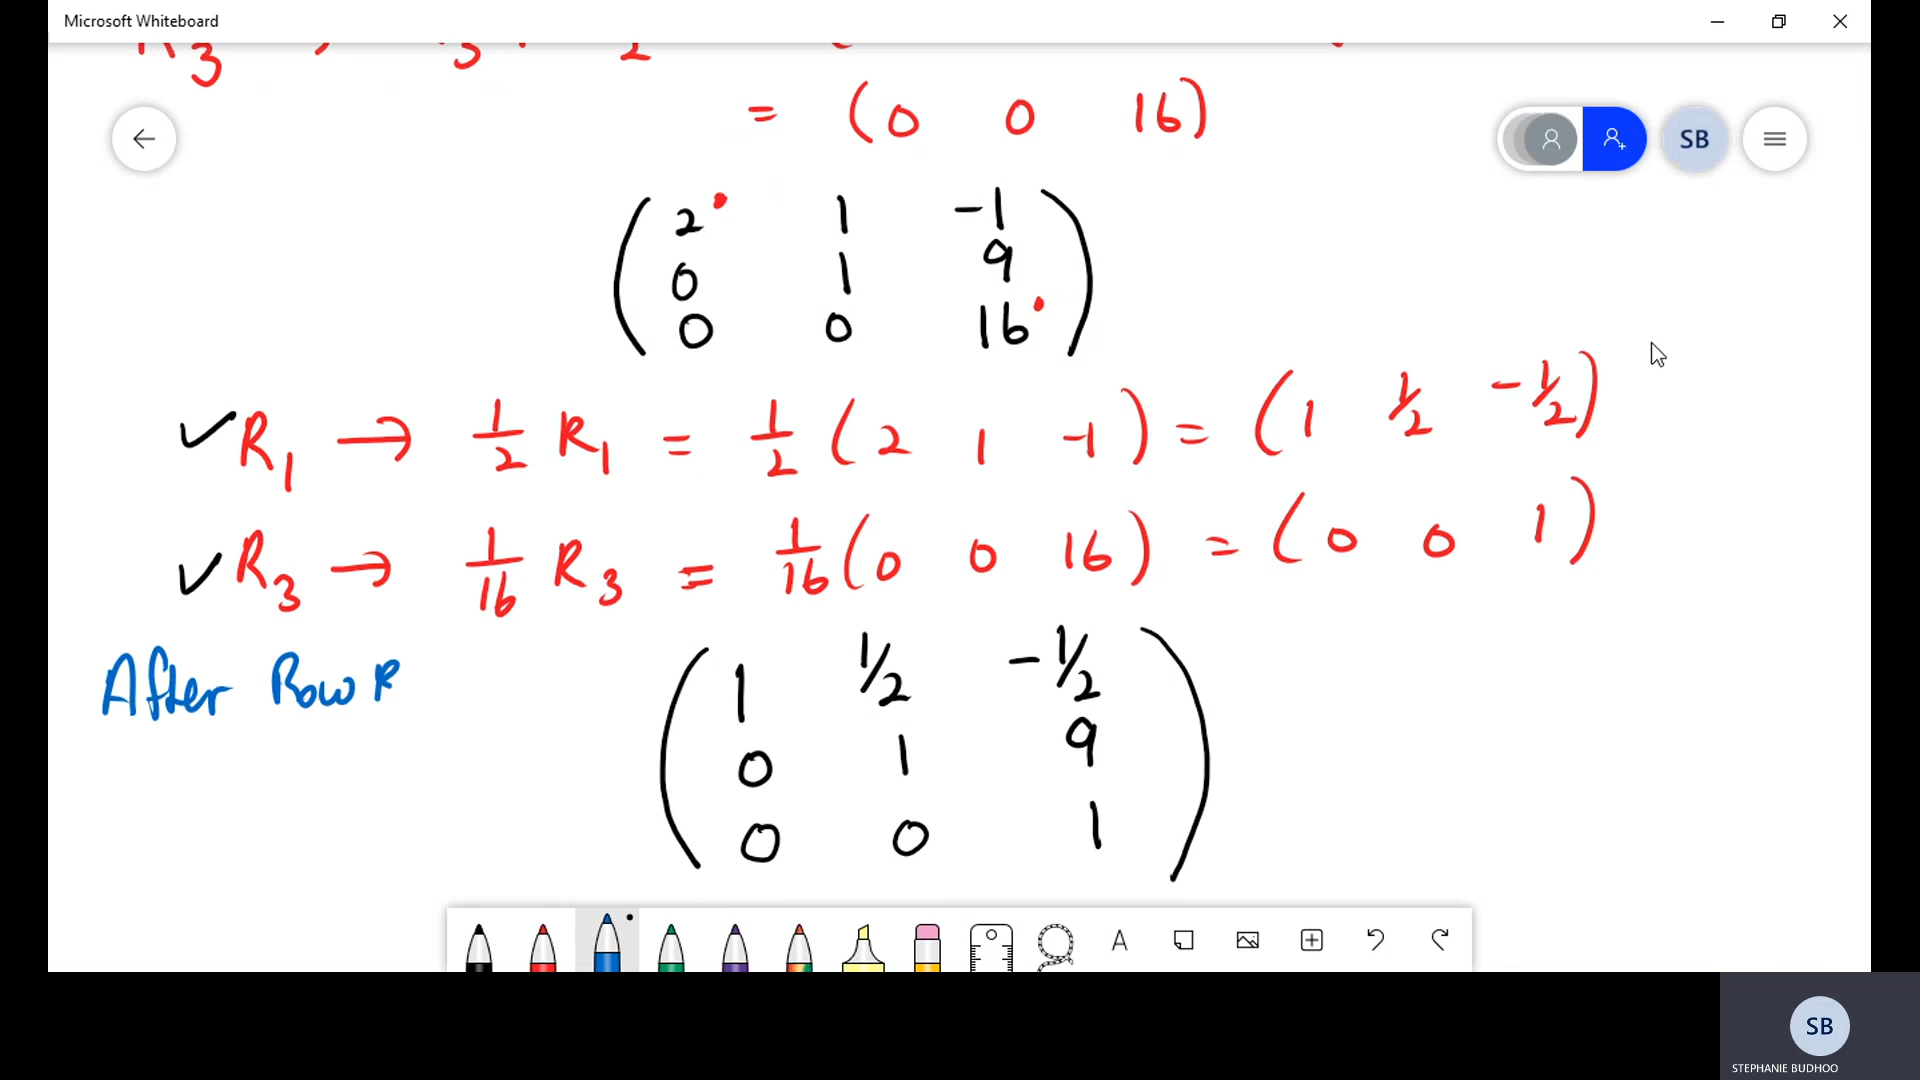 Microsoft Whiteboard
R3
= (0 0 16)
SB
(2 1 -1
0 1 9
0 0 16)
✓R1 → 1/2 R1 = 1/2 (2 1 -1) = (1 1/2 -1/2)
✓R3 → 1/16 R3 = 1/16 (0 0 16) = (0 0 1)
After Row R
(1 1/2 -1/2
0 1 9
0 0 1)
A
SB
STEPHANIE BUDHOO